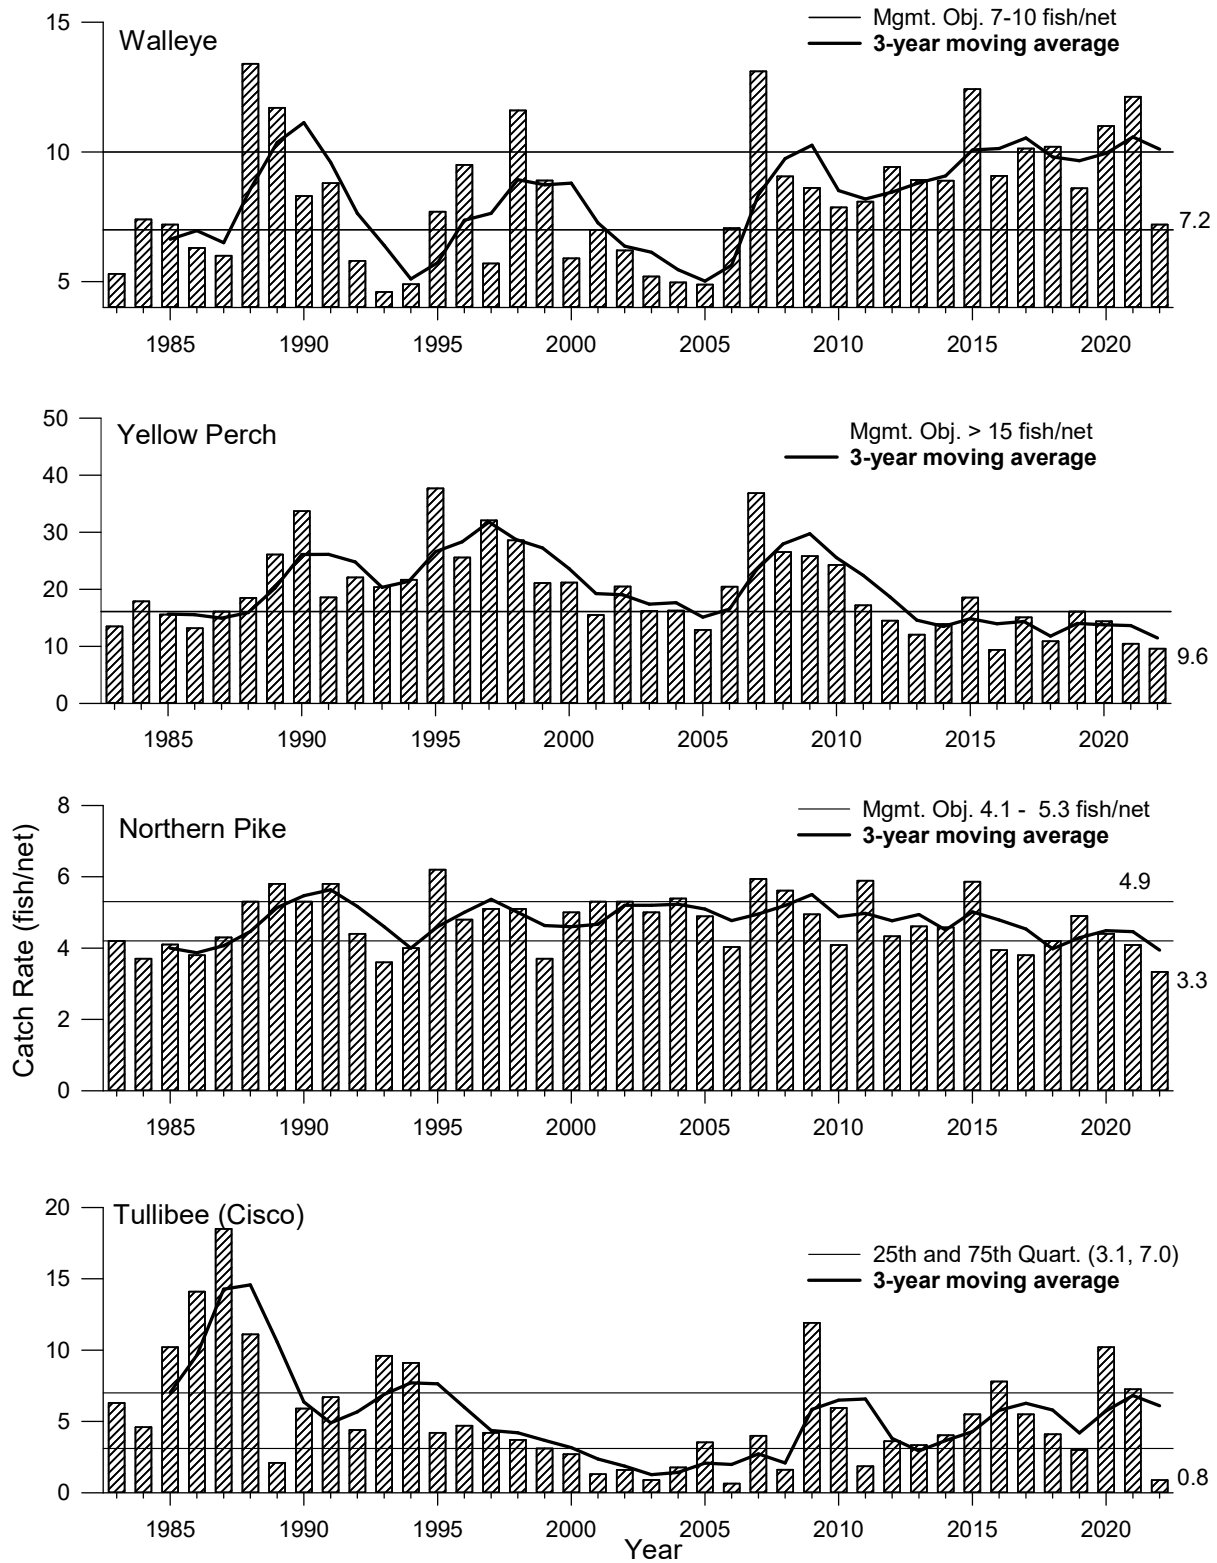 15
Walleye
Mgmt. Obj. 7-10 fish/net
3-year moving average
10
7.2
5
1985 1990 1995 2000 2005 2010 2015 2020
50
Yellow Perch
Mgmt. Obj. > 15 fish/net
3-year moving average
40
30
20
10
9.6
0
1985 1990 1995 2000 2005 2010 2015 2020
Catch Rate (fish/net)
8
Northern Pike
Mgmt. Obj. 4.1 - 5.3 fish/net
3-year moving average
6
4.9
4
3.3
2
0
1985 1990 1995 2000 2005 2010 2015 2020
20
Tullibee (Cisco)
25th and 75th Quart. (3.1, 7.0)
3-year moving average
15
10
5
0.8
0
1985 1990 1995 2000 2005 2010 2015 2020
Year